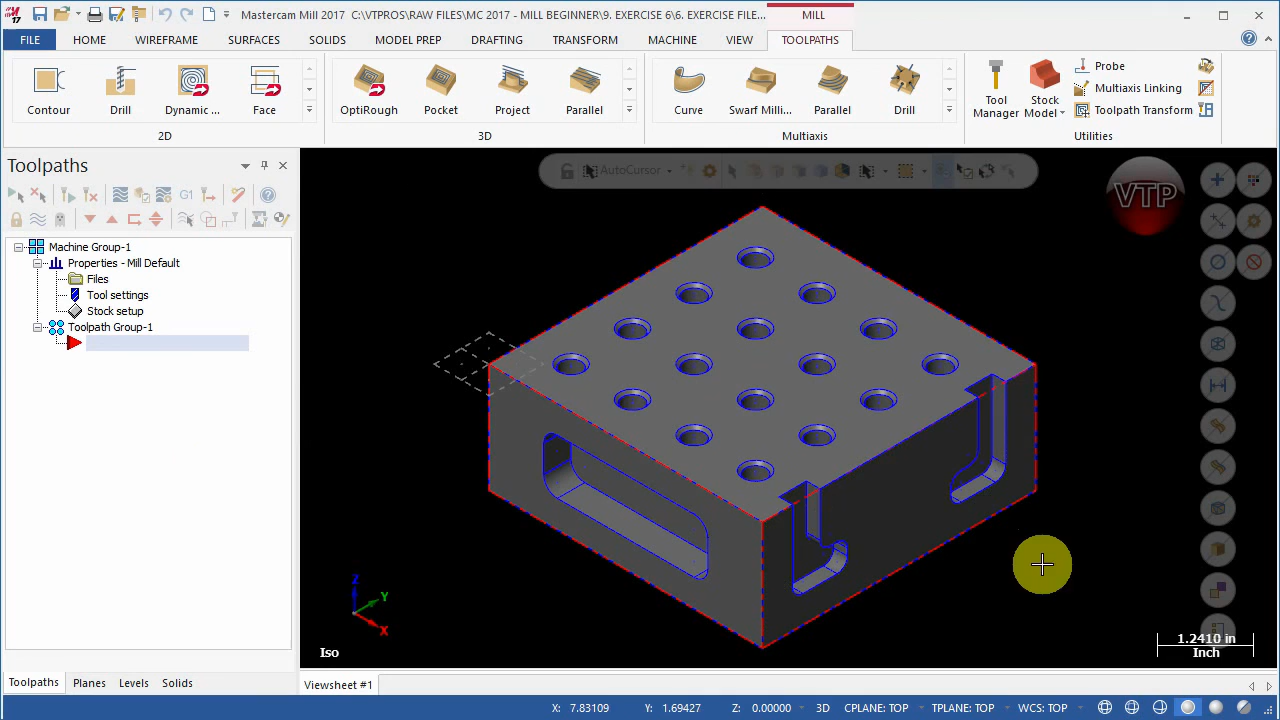 Mastercam Mill 2017 C:\VTPROS\RAW FILES\MC 2017 - MILL BEGINNER\9. EXERCISE 6\6. EXERCISE FILE... MILL
FILE HOME WIREFRAME SURFACES SOLIDS MODEL PREP DRAFTING TRANSFORM MACHINE VIEW TOOLPATHS
Contour Drill Dynamic ... Face OptiRough Pocket Project Parallel Curve Swarf Milli... Parallel Drill Tool Manager Stock Model
Probe
Multiaxis Linking
Toolpath Transform
2D 3D Multiaxis Utilities
Toolpaths
G1
AutoCursor
VTP
Machine Group-1
Properties - Mill Default
Files
Tool settings
Stock setup
Toolpath Group-1
Z
Y
X
Iso
1.2410 in
Inch
Toolpaths Planes Levels Solids Viewsheet #1
X: 7.83109 Y: 1.69427 Z: 0.00000 3D CPLANE: TOP TPLANE: TOP WCS: TOP